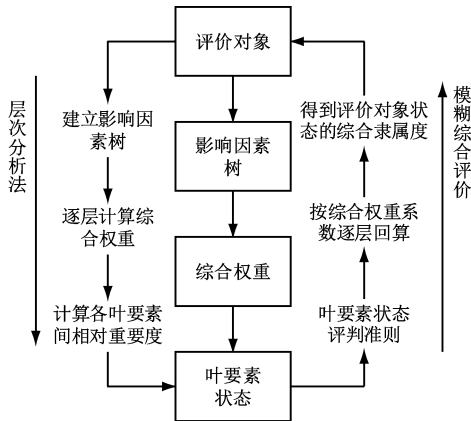 评价对象
层次分析法
建立影响因
素树
逐层计算综
合权重
计算各叶要素
间相对重要度
影响因素
树
综合权重
叶要素
状态
得到评价对象状
态的综合隶属度
按综合权重系
数逐层回算
叶要素状态
评判准则
模糊综合评价